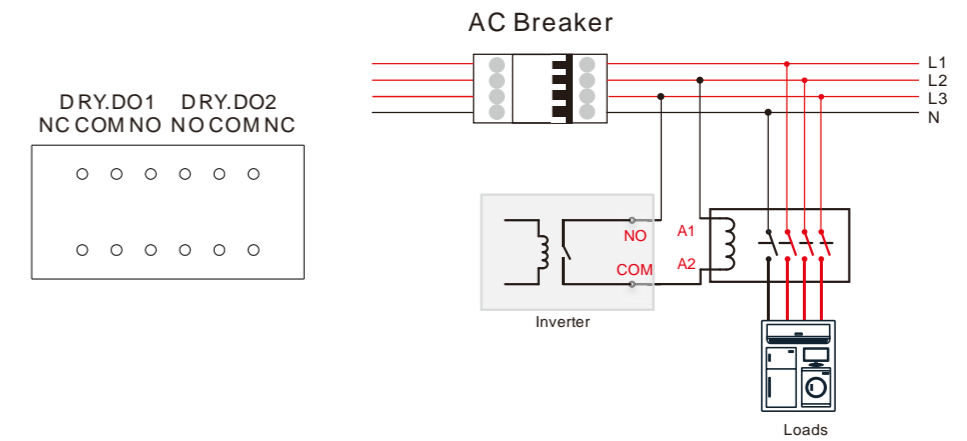 AC Breaker
L1
L2
L3
N
DRY.DO1 DRY.DO2
NC COM NO NO COM NC
NO
COM
A1
A2
Inverter
Loads